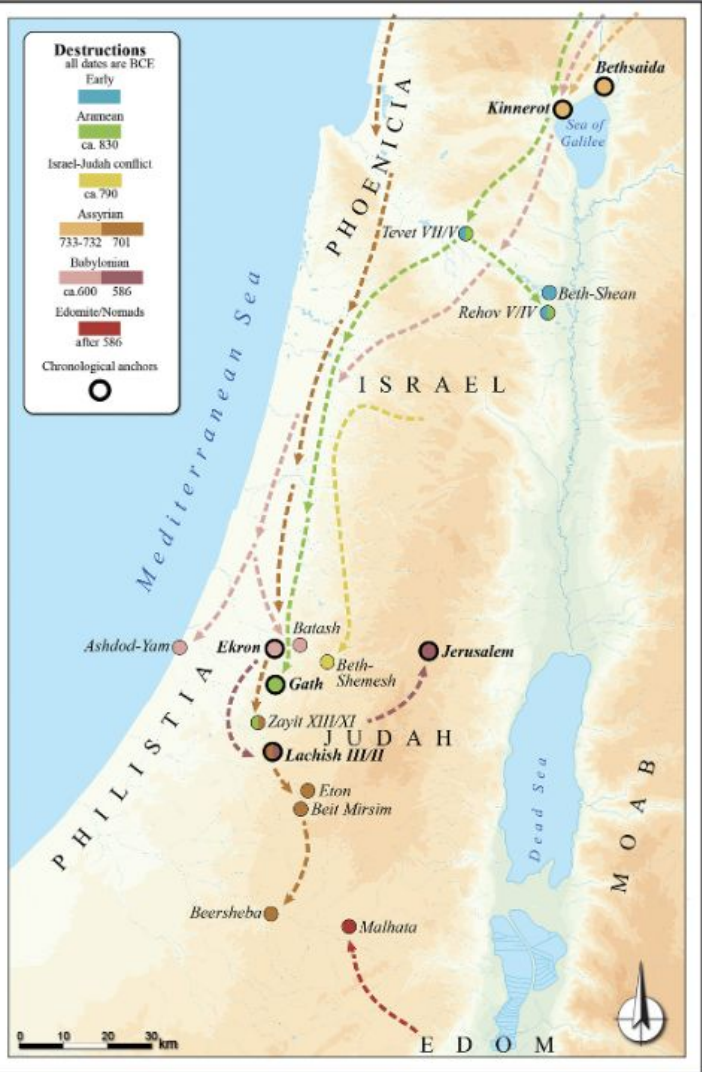 Destructions
all dates are BCE
Early
Aramean
ca. 830
Israel-Judah conflict
ca.790
Assyrian
733-732 701
Babylonian
ca.600 586
Edomite/Nomads
after 586
Chronological anchors
Bethsaida
Kinnerot
Sea of
Galilee
PHOENICIA
Tevet VII/V
Beth-Shean
Rehov V/IV
Mediterranean Sea
ISRAEL
Batash
Ashdod-Yam
Ekron
Jerusalem
Beth-
Shemesh
Gath
PHILISTIA
Zayit XIII/XI
JUDAH
Lachish III/II
Eton
Beit Mirsim
Dead Sea
MOAB
Beersheba
Malhata
EDOM
0 10 20 30
km